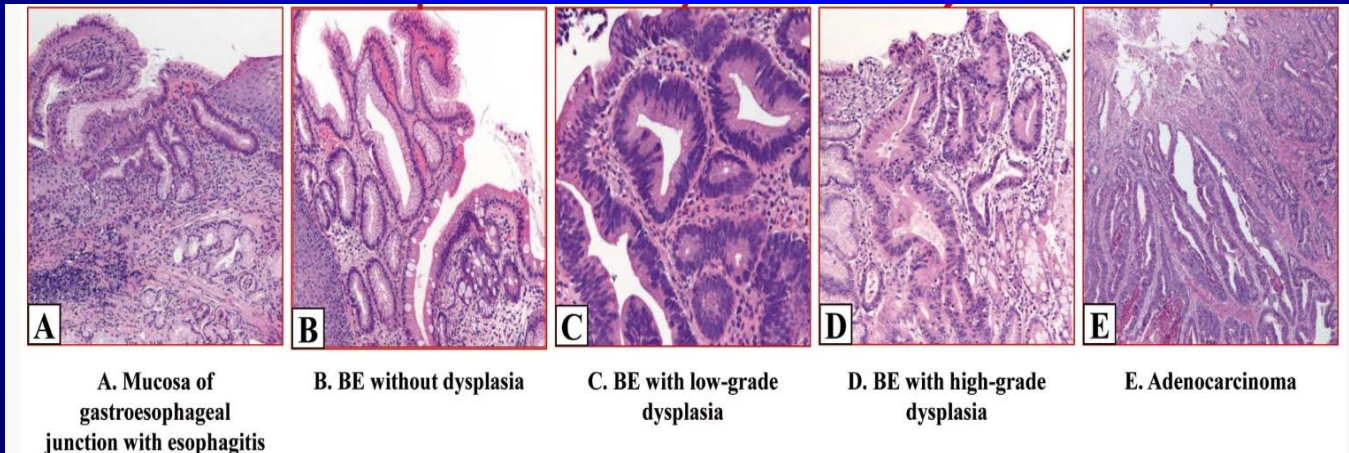 A
B
C
D
E
A. Mucosa of
gastroesophageal
junction with esophagitis
B. BE without dysplasia
C. BE with low-grade
dysplasia
D. BE with high-grade
dysplasia
E. Adenocarcinoma